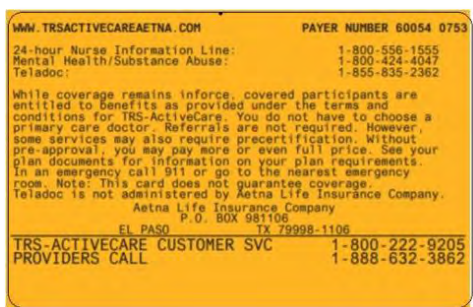 WWW.TRSACTIVECAREAETNA.COM PAYER NUMBER 60054 0753
24-hour Nurse Information Line: 1-800-556-1555
Mental Health/Substance Abuse: 1-800-424-4047
Teladoc: 1-855-835-2362
While coverage remains inforce, covered participants are
entitled to benefits as provided under the terms and
conditions for TRS-ActiveCare. You do not have to choose a
primary care doctor. Referrals are not required. However,
some services may also require precertification. Without
pre-approval, you may pay more or even full price. See your
plan documents for information on your plan requirements.
In an emergency call 911 or go to the nearest emergency
room. Note: This card does not guarantee coverage.
Teladoc is not administered by Aetna Life Insurance Company.
Aetna Life Insurance Company
P.O. BOX 981106
EL PASO TX 79998-1106
TRS-ACTIVECARE CUSTOMER SVC 1-800-222-9205
PROVIDERS CALL 1-888-632-3862